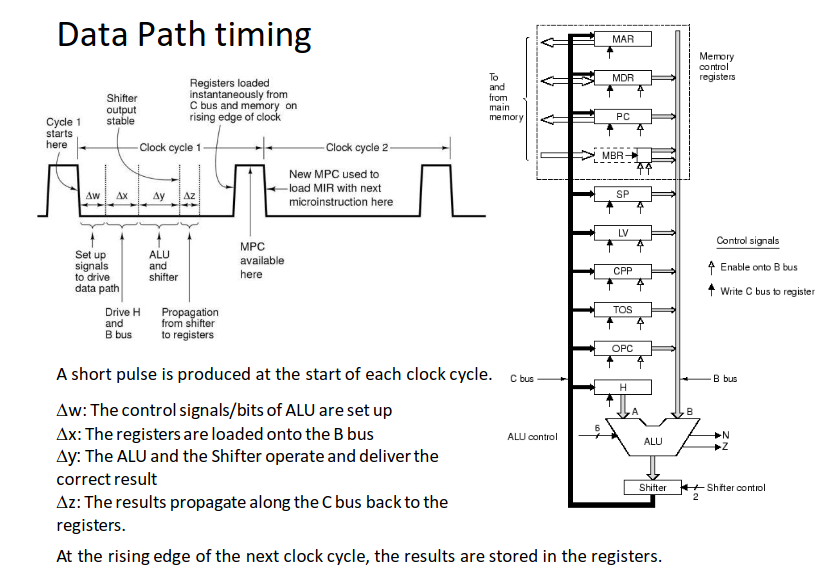 Data Path timing
Registers loaded
instantaneously from
C bus and memory on
rising edge of clock
Shifter
output
stable
Cycle 1
starts
here
Clock cycle 1
Clock cycle 2
New MPC used to
load MIR with next
microinstruction here
Δw
Δx
Δy
Δz
Set up
signals
to drive
data path
ALU
and
shifter
MPC
available
here
Drive H
and
B bus
Propagation
from shifter
to registers
A short pulse is produced at the start of each clock cycle.
Δw: The control signals/bits of ALU are set up
Δx: The registers are loaded onto the B bus
Δy: The ALU and the Shifter operate and deliver the
correct result
Δz: The results propagate along the C bus back to the
registers.
At the rising edge of the next clock cycle, the results are stored in the registers.
To
and
from
main
memory
MAR
MDR
PC
MBR
SP
LV
CPP
TOS
OPC
H
Memory
control
registers
Control signals
Enable onto B bus
Write C bus to register
C bus
B bus
A
B
ALU control
6
ALU
N
Z
Shifter
Shifter control
2